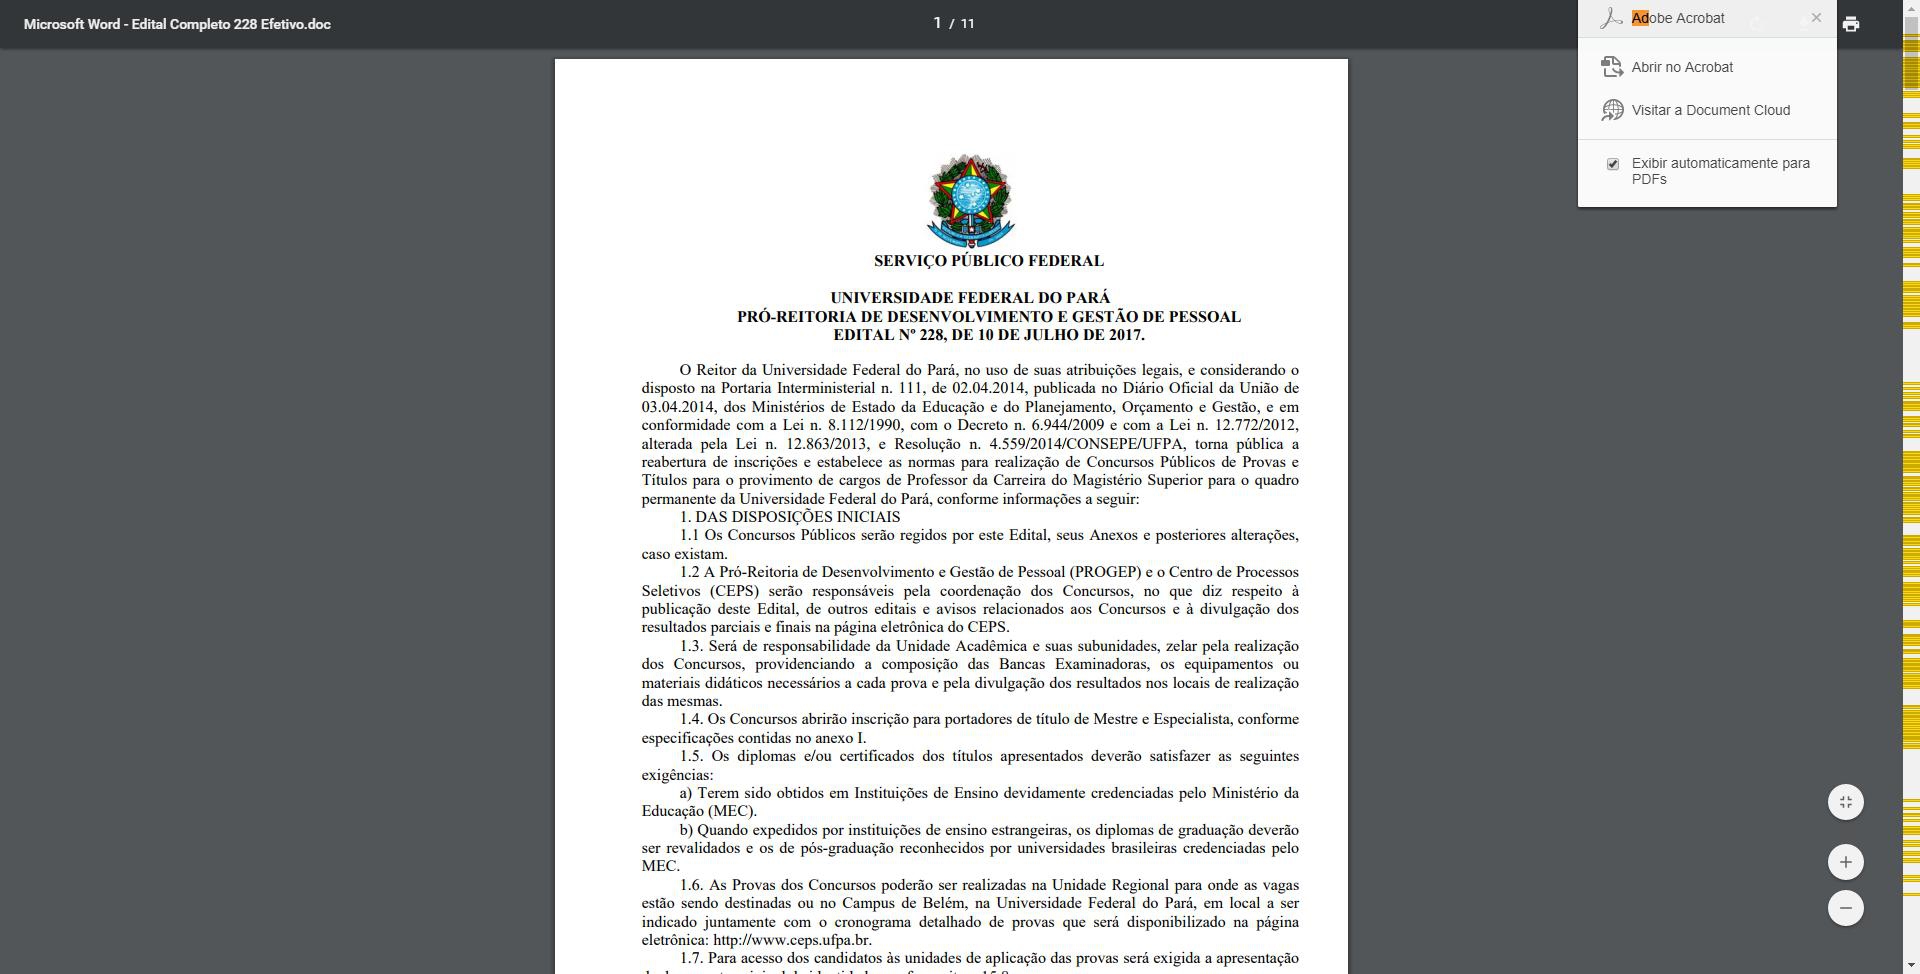 Microsoft Word - Edital Completo 228 Efetivo.doc
1 / 11
Adobe Acrobat
Abrir no Acrobat
Visitar a Document Cloud
Exibir automaticamente para
PDFs
SERVIÇO PÚBLICO FEDERAL
UNIVERSIDADE FEDERAL DO PARÁ
PRÓ-REITORIA DE DESENVOLVIMENTO E GESTÃO DE PESSOAL
EDITAL Nº 228, DE 10 DE JULHO DE 2017.
O Reitor da Universidade Federal do Pará, no uso de suas atribuições legais, e considerando o
disposto na Portaria Interministerial n. 111, de 02.04.2014, publicada no Diário Oficial da União de
03.04.2014, dos Ministérios de Estado da Educação e do Planejamento, Orçamento e Gestão, e em
conformidade com a Lei n. 8.112/1990, com o Decreto n. 6.944/2009 e com a Lei n. 12.772/2012,
alterada pela Lei n. 12.863/2013, e Resolução n. 4.559/2014/CONSEPE/UFPA, torna pública a
reabertura de inscrições e estabelece as normas para realização de Concursos Públicos de Provas e
Títulos para o provimento de cargos de Professor da Carreira do Magistério Superior para o quadro
permanente da Universidade Federal do Pará, conforme informações a seguir:
1. DAS DISPOSIÇÕES INICIAIS
1.1 Os Concursos Públicos serão regidos por este Edital, seus Anexos e posteriores alterações,
caso existam.
1.2 A Pró-Reitoria de Desenvolvimento e Gestão de Pessoal (PROGEP) e o Centro de Processos
Seletivos (CEPS) serão responsáveis pela coordenação dos Concursos, no que diz respeito à
publicação deste Edital, de outros editais e avisos relacionados aos Concursos e à divulgação dos
resultados parciais e finais na página eletrônica do CEPS.
1.3. Será de responsabilidade da Unidade Acadêmica e suas subunidades, zelar pela realização
dos Concursos, providenciando a composição das Bancas Examinadoras, os equipamentos ou
materiais didáticos necessários a cada prova e pela divulgação dos resultados nos locais de realização
das mesmas.
1.4. Os Concursos abrirão inscrição para portadores de título de Mestre e Especialista, conforme
especificações contidas no anexo I.
1.5. Os diplomas e/ou certificados dos títulos apresentados deverão satisfazer as seguintes
exigências:
a) Terem sido obtidos em Instituições de Ensino devidamente credenciadas pelo Ministério da
Educação (MEC).
b) Quando expedidos por instituições de ensino estrangeiras, os diplomas de graduação deverão
ser revalidados e os de pós-graduação reconhecidos por universidades brasileiras credenciadas pelo
MEC.
1.6. As Provas dos Concursos poderão ser realizadas na Unidade Regional para onde as vagas
estão sendo destinadas ou no Campus de Belém, na Universidade Federal do Pará, em local a ser
indicado juntamente com o cronograma detalhado de provas que será disponibilizado na página
eletrônica: http://www.ceps.ufpa.br.
1.7. Para acesso dos candidatos às unidades de aplicação das provas será exigida a apresentação